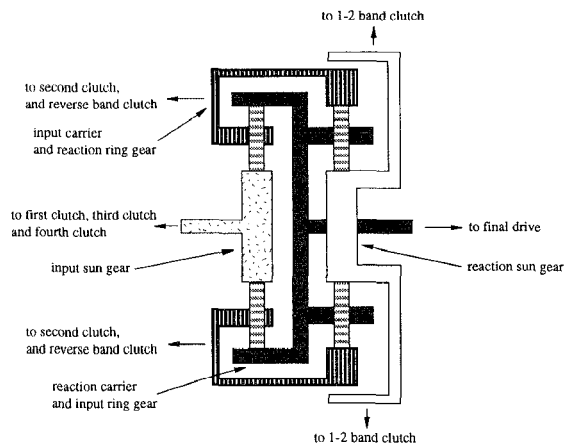 to 1-2 band clutch
to second clutch,
and reverse band clutch
input carrier
and reaction ring gear
to first clutch, third clutch
and fourth clutch
to final drive
input sun gear
reaction sun gear
to second clutch,
and reverse band clutch
reaction carrier
and input ring gear
to 1-2 band clutch